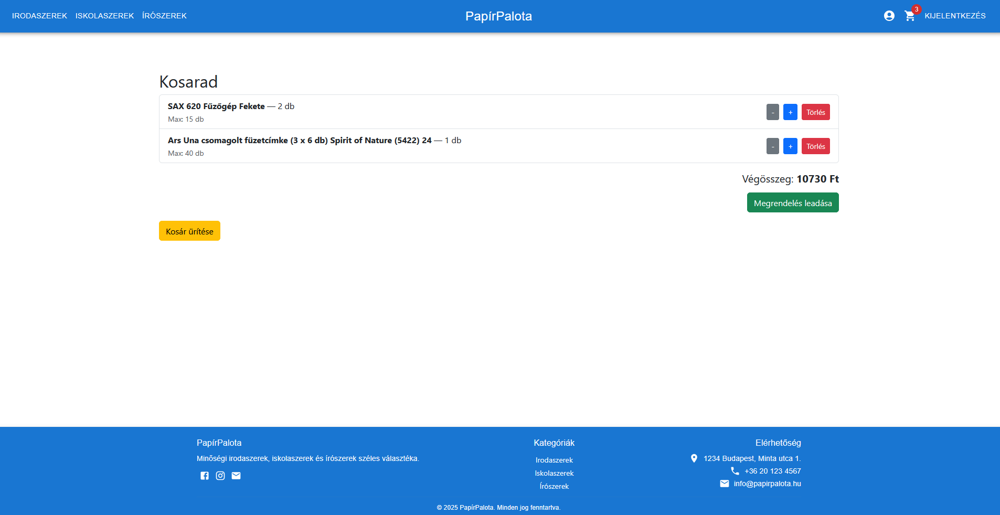 IRODASZEREK ISKOLASZEREK ÍRÓSZEREK PapírPalota 3 KIJELENTKEZÉS
Kosarad
SAX 620 Fűzőgép Fekete — 2 db
Max: 15 db
- + Törlés
Ars Una csomagolt füzetcímke (3 x 6 db) Spirit of Nature (5422) 24 — 1 db
Max: 40 db
- + Törlés
Végösszeg: 10730 Ft
Megrendelés leadása
Kosár ürítése
PapírPalota
Minőségi irodaszerek, iskolaszerek és írószerek széles választéka.
Kategóriák
Irodaszerek
Iskolaszerek
Írószerek
Elérhetőség
1234 Budapest, Minta utca 1.
+36 20 123 4567
info@papirpalota.hu
© 2025 PapírPalota. Minden jog fenntartva.